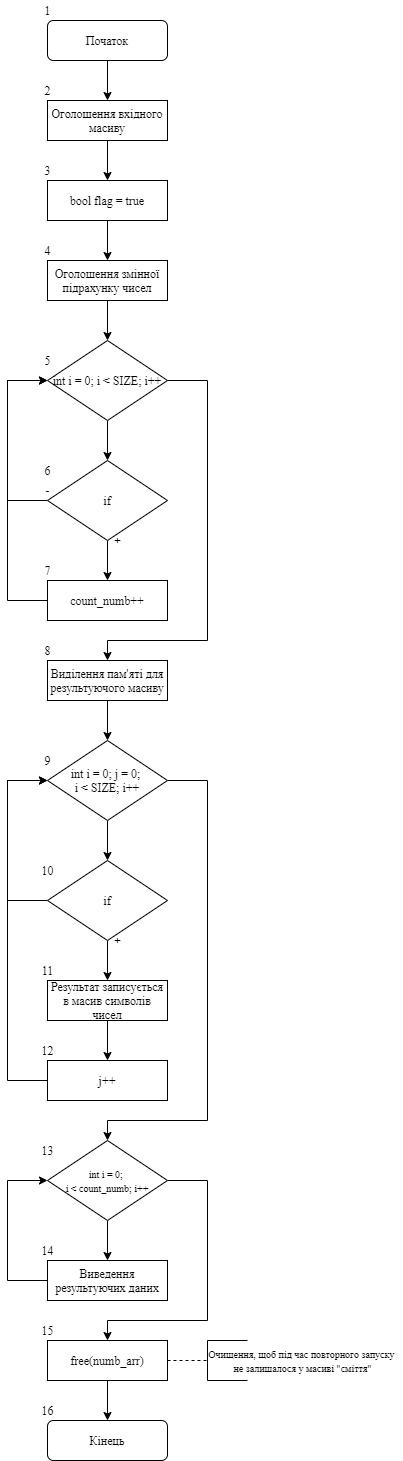 1
Початок
2
Оголошення вхідного
масиву
3
bool flag = true
4
Оголошення змінної
підрахунку чисел
5
int i = 0; i < SIZE; i++
6
-
if
+
7
count_numb++
8
Виділення пам'яті для
результуючого масиву
9
int i = 0; j = 0;
i < SIZE; i++
10
if
+
11
Результат записується
в масив символів
чисел
12
j++
13
int i = 0;
i < count_numb; i++
14
Виведення
результуючих даних
15
free(numb_arr)
Очищення, щоб під час повторного запуску
не залишалося у масиві "сміття"
16
Кінець